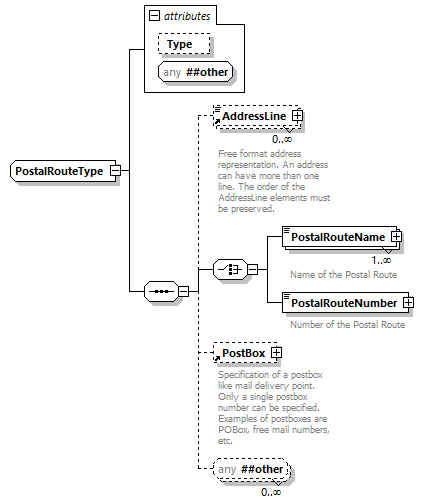 attributes
Type
any ##other
AddressLine
0..∞
Free format address
representation. An address
can have more than one
line. The order of the
AddressLine elements must
be preserved.
PostalRouteType
PostalRouteName
1..∞
Name of the Postal Route
PostalRouteNumber
Number of the Postal Route
PostBox
Specification of a postbox
like mail delivery point.
Only a single postbox
number can be specified.
Examples of postboxes are
POBox, free mail numbers,
etc.
any ##other
0..∞